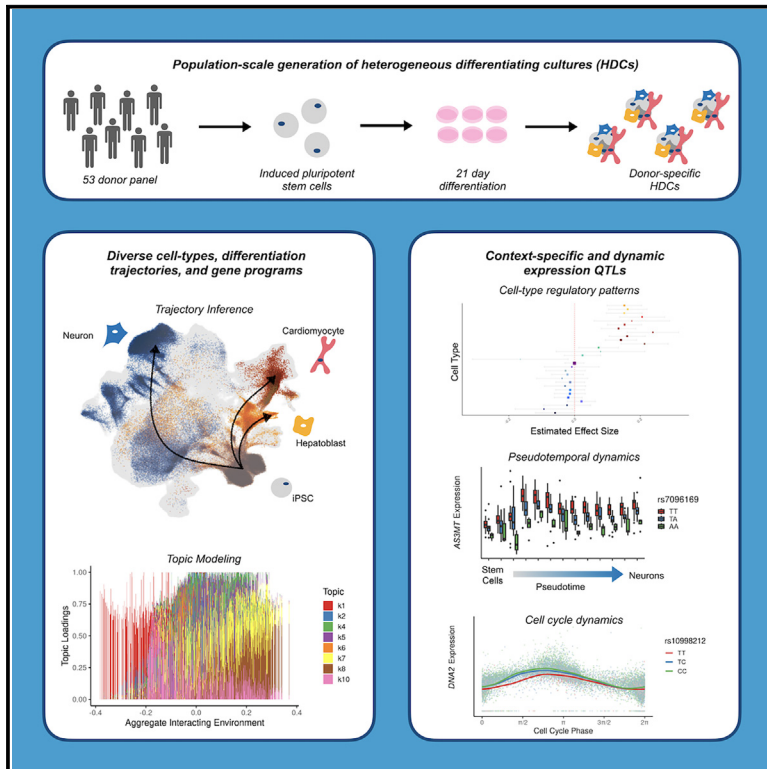 Population-scale generation of heterogeneous differentiating cultures (HDCs)
53 donor panel
Induced pluripotent
stem cells
21 day
differentiation
Donor-specific
HDCs
Diverse cell-types, differentiation
trajectories, and gene programs
Trajectory Inference
Neuron
Cardiomyocyte
Hepatoblast
iPSC
Topic Modeling
Topic Loadings
1.00
0.75
0.50
0.25
0.00
-0.4
-0.2
0.0
0.2
0.4
Aggregate Interacting Environment
Topic
k1
k2
k4
k5
k6
k7
k8
k10
Context-specific and dynamic
expression QTLs
Cell-type regulatory patterns
Cell Type
Estimated Effect Size
Pseudotemporal dynamics
AS3MT Expression
rs7096169
TT
TA
AA
Stem
Cells
Pseudotime
Neurons
Cell cycle dynamics
DNA2 Expression
rs10998212
TT
TC
CC
0
π/2
π
3π/2
2π
Cell Cycle Phase